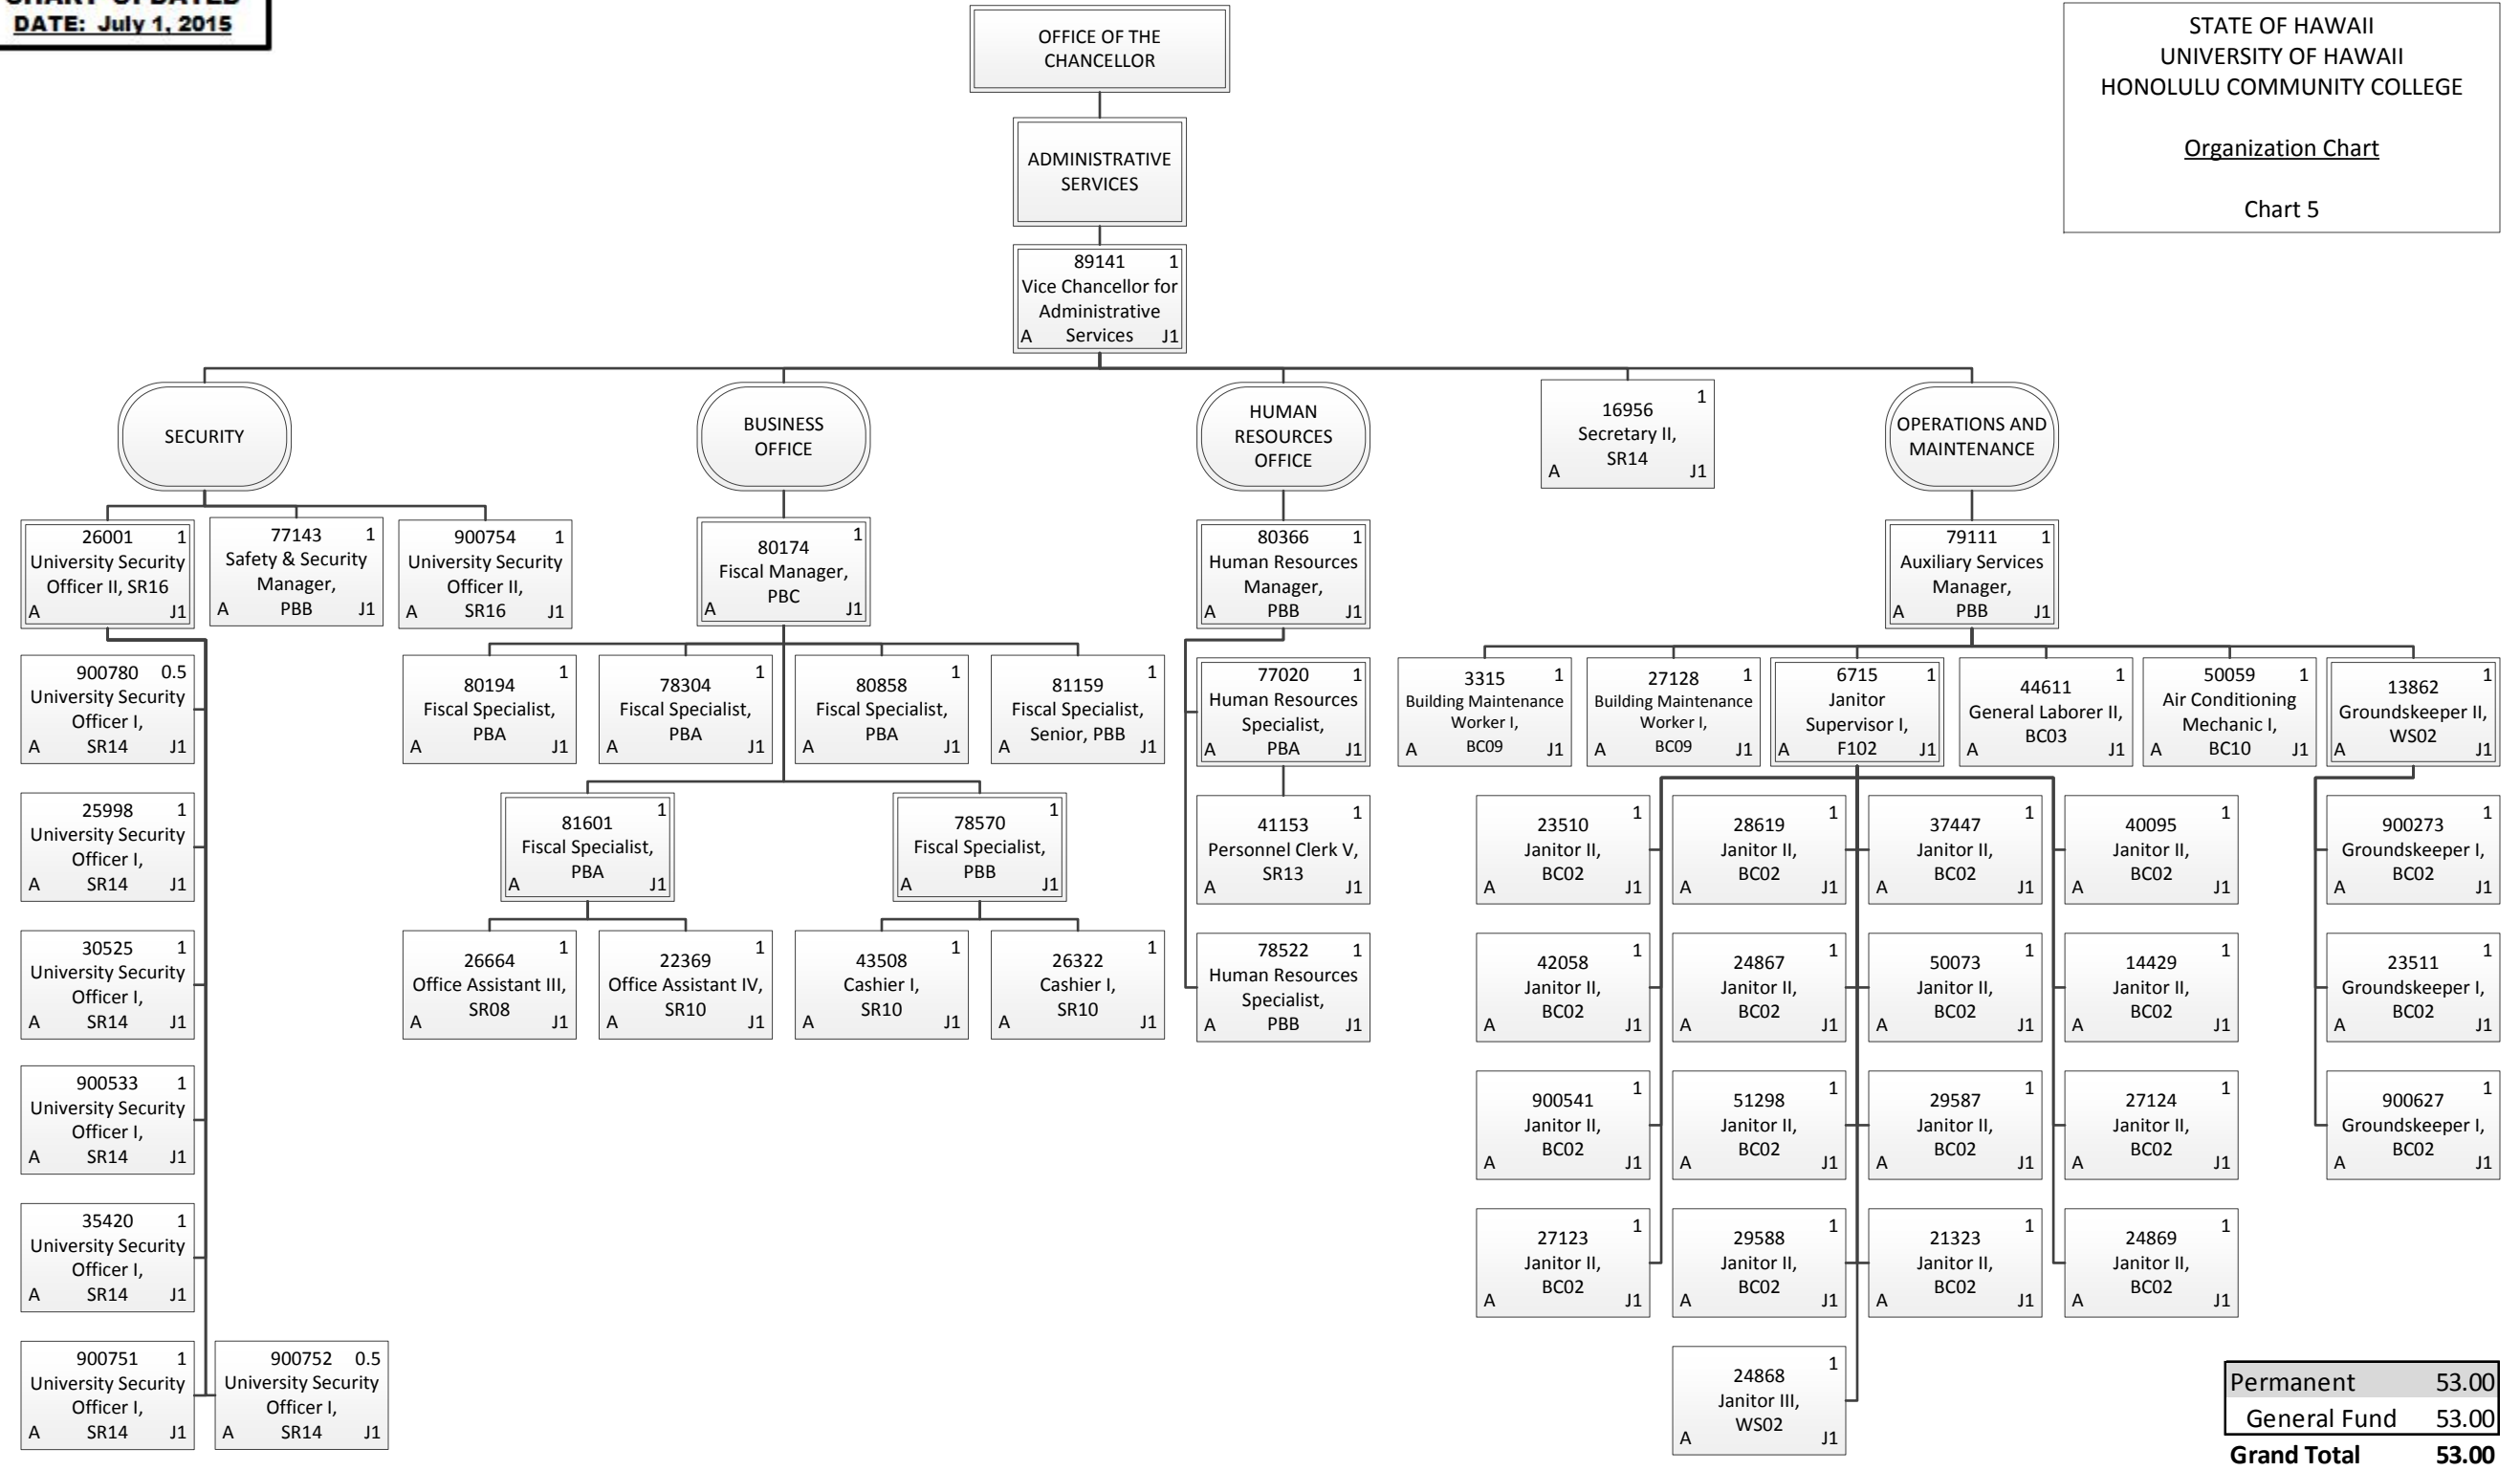 DATE: July 1, 2015
OFFICE OF THE
CHANCELLOR
STATE OF HAWAII
UNIVERSITY OF HAWAII
HONOLULU COMMUNITY COLLEGE
Organization Chart
Chart 5
ADMINISTRATIVE
SERVICES
89141 1
Vice Chancellor for
Administrative
A Services J1
SECURITY
BUSINESS
OFFICE
HUMAN
RESOURCES
OFFICE
1
16956
Secretary II,
SR14
A J1
OPERATIONS AND
MAINTENANCE
26001 1
University Security
Officer II, SR16
A J1
77143 1
Safety & Security
Manager,
A PBB J1
900754 1
University Security
Officer II,
A SR16 J1
1
80174
Fiscal Manager,
PBC
A J1
80366 1
Human Resources
Manager,
A PBB J1
79111 1
Auxiliary Services
Manager,
A PBB J1
900780 0.5
University Security
Officer I,
A SR14 J1
25998 1
University Security
Officer I,
A SR14 J1
30525 1
University Security
Officer I,
A SR14 J1
900533 1
University Security
Officer I,
A SR14 J1
35420 1
University Security
Officer I,
A SR14 J1
900751 1
University Security
Officer I,
A SR14 J1
900752 0.5
University Security
Officer I,
A SR14 J1
1
80194
Fiscal Specialist,
PBA
A J1
1
78304
Fiscal Specialist,
PBA
A J1
1
80858
Fiscal Specialist,
PBA
A J1
1
81159
Fiscal Specialist,
Senior, PBB
A J1
1
81601
Fiscal Specialist,
PBA
A J1
1
78570
Fiscal Specialist,
PBB
A J1
1
26664
Office Assistant III,
SR08
A J1
1
22369
Office Assistant IV,
SR10
A J1
1
43508
Cashier I,
SR10
A J1
1
26322
Cashier I,
SR10
A J1
77020 1
Human Resources
Specialist,
A PBA J1
1
41153
Personnel Clerk V,
SR13
A J1
78522 1
Human Resources
Specialist,
A PBB J1
3315 1
Building Maintenance
Worker I,
A BC09 J1
27128 1
Building Maintenance
Worker I,
A BC09 J1
6715 1
Janitor
Supervisor I,
A F102 J1
1
44611
General Laborer II,
BC03
A J1
50059 1
Air Conditioning
Mechanic I,
A BC10 J1
1
13862
Groundskeeper II,
WS02
A J1
1
23510
Janitor II,
BC02
A J1
1
28619
Janitor II,
BC02
A J1
1
37447
Janitor II,
BC02
A J1
1
40095
Janitor II,
BC02
A J1
1
900273
Groundskeeper I,
BC02
A J1
1
42058
Janitor II,
BC02
A J1
1
24867
Janitor II,
BC02
A J1
1
50073
Janitor II,
BC02
A J1
1
14429
Janitor II,
BC02
A J1
1
23511
Groundskeeper I,
BC02
A J1
1
900541
Janitor II,
BC02
A J1
1
51298
Janitor II,
BC02
A J1
1
29587
Janitor II,
BC02
A J1
1
27124
Janitor II,
BC02
A J1
1
900627
Groundskeeper I,
BC02
A J1
1
27123
Janitor II,
BC02
A J1
1
29588
Janitor II,
BC02
A J1
1
21323
Janitor II,
BC02
A J1
1
24869
Janitor II,
BC02
A J1
1
24868
Janitor III,
WS02
A J1
Permanent 53.00
General Fund 53.00
Grand Total 53.00